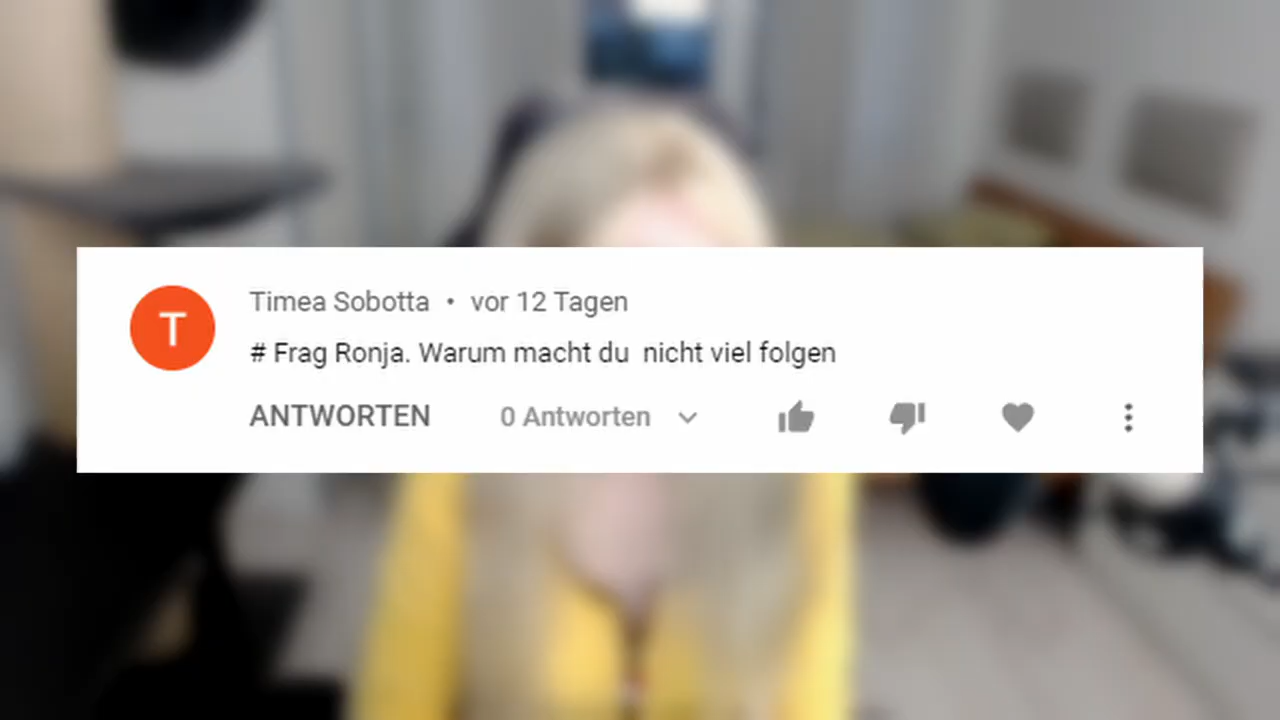 T
Timea Sobotta • vor 12 Tagen
# Frag Ronja. Warum macht du  nicht viel folgen
ANTWORTEN 0 Antworten